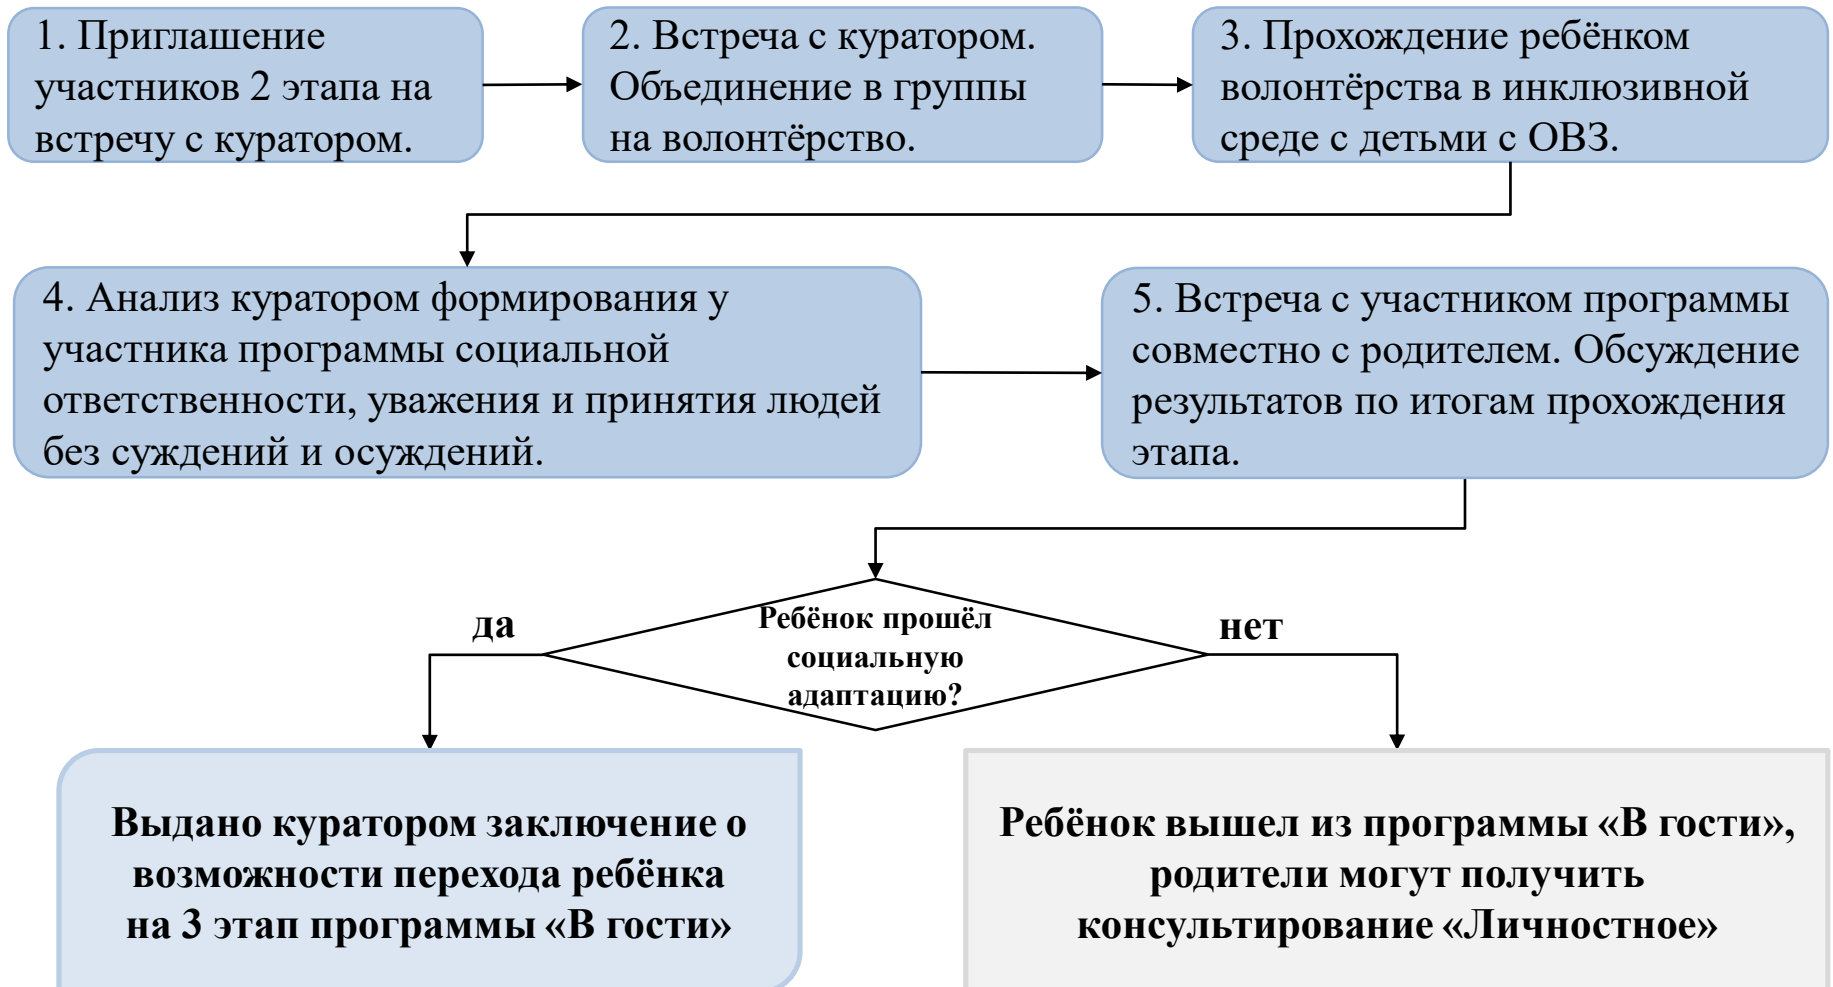 1. Приглашение
участников 2 этапа на
встречу с куратором.
2. Встреча с куратором.
Объединение в группы
на волонтёрство.
3. Прохождение ребёнком
волонтёрства в инклюзивной
среде с детьми с ОВЗ.
4. Анализ куратором формирования у
участника программы социальной
ответственности, уважения и принятия людей
без суждений и осуждений.
5. Встреча с участником программы
совместно с родителем. Обсуждение
результатов по итогам прохождения
этапа.
да
Ребёнок прошёл
социальную
адаптацию?
нет
Выдано куратором заключение о
возможности перехода ребёнка
на 3 этап программы «В гости»
Ребёнок вышел из программы «В гости»,
родители могут получить
консультирование «Личностное»